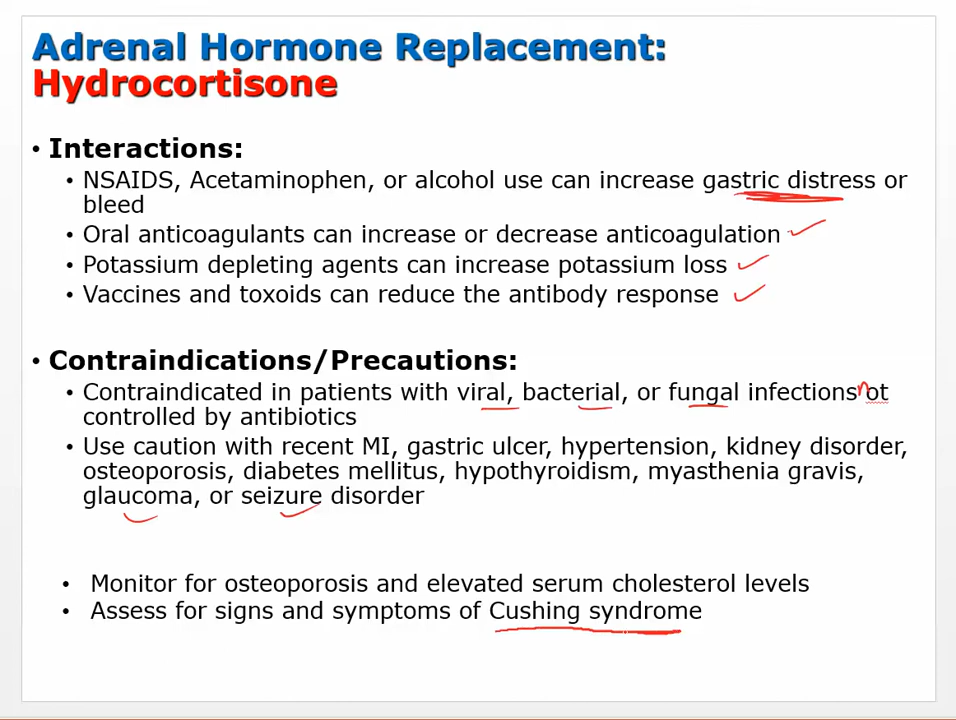 Adrenal Hormone Replacement:
Hydrocortisone
• Interactions:
• NSAIDS, Acetaminophen, or alcohol use can increase gastric distress or
bleed
• Oral anticoagulants can increase or decrease anticoagulation
• Potassium depleting agents can increase potassium loss
• Vaccines and toxoids can reduce the antibody response
• Contraindications/Precautions:
• Contraindicated in patients with viral, bacterial, or fungal infections not
controlled by antibiotics
• Use caution with recent MI, gastric ulcer, hypertension, kidney disorder,
osteoporosis, diabetes mellitus, hypothyroidism, myasthenia gravis,
glaucoma, or seizure disorder
• Monitor for osteoporosis and elevated serum cholesterol levels
• Assess for signs and symptoms of Cushing syndrome